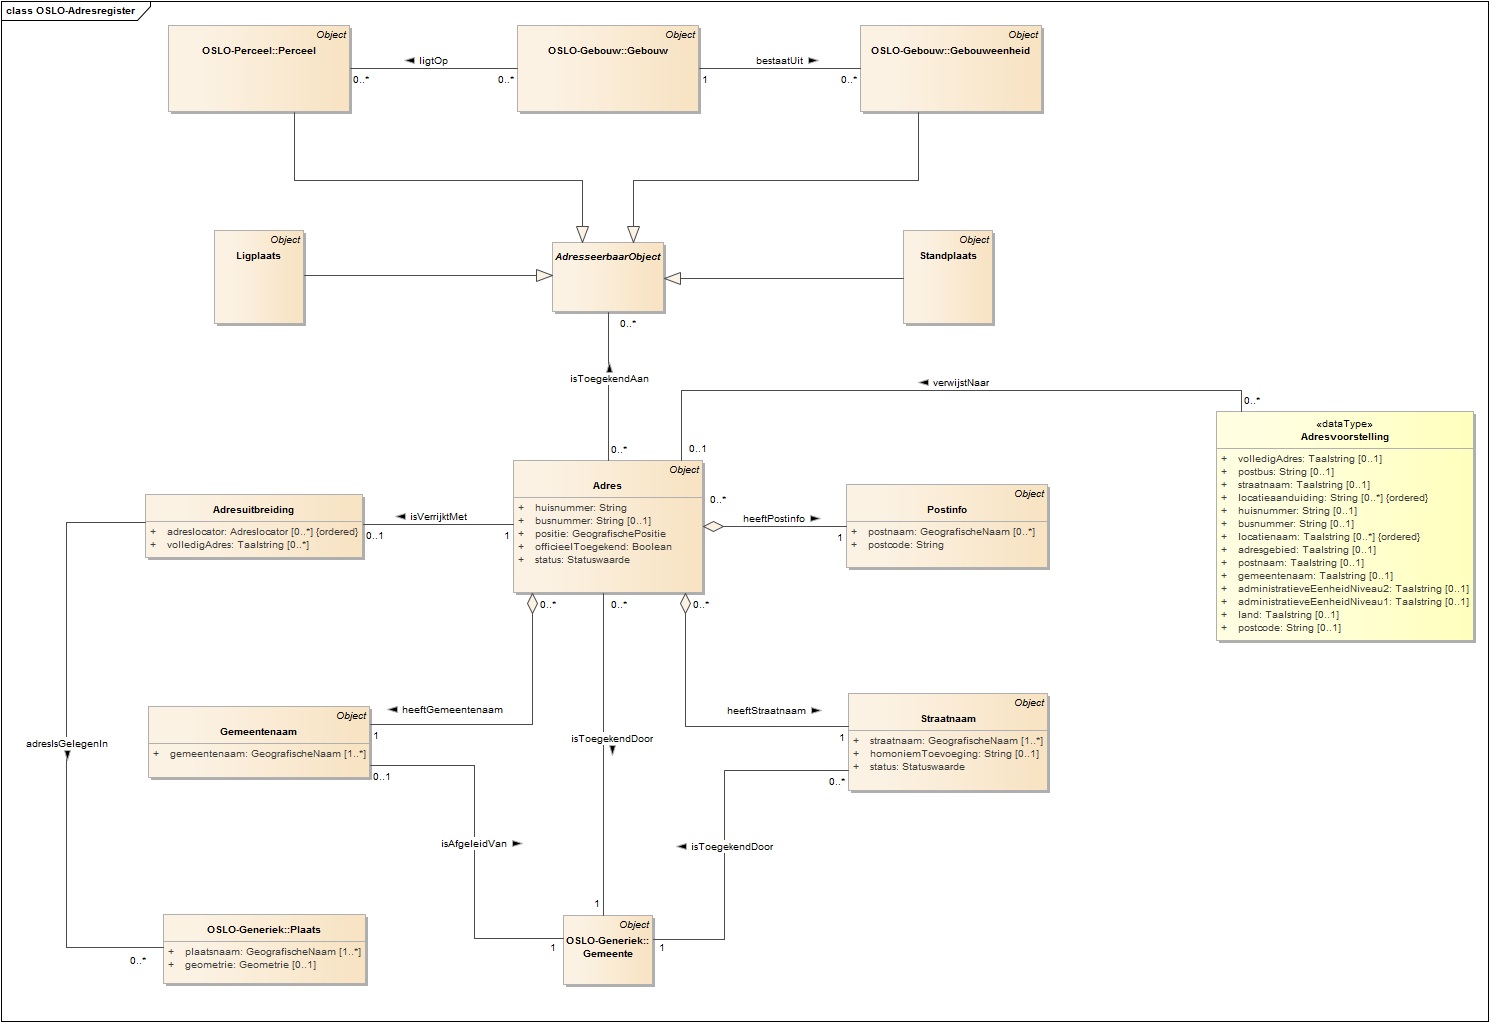 class OSLO-Adresregister
Object
OSLO-Perceel::Perceel
Object
OSLO-Gebouw::Gebouw
Object
OSLO-Gebouw::Gebouweenheid
◄ ligtOp
0..*
0..*
bestaatUit ►
1
0..*
Object
Ligplaats
AdresseerbaarObject
Object
Standplaats
0..*
isToegekendAan
0..*
◄ verwijstNaar
0..*
0..1
«dataType»
Adresvoorstelling
+ volledigAdres: Taalstring [0..1]
+ postbus: String [0..1]
+ straatnaam: Taalstring [0..1]
+ locatieaanduiding: String [0..*] {ordered}
+ huisnummer: String [0..1]
+ busnummer: String [0..1]
+ locatienaam: Taalstring [0..*] {ordered}
+ adresgebied: Taalstring [0..1]
+ postnaam: Taalstring [0..1]
+ gemeentenaam: Taalstring [0..1]
+ administratieveEenheidNiveau2: Taalstring [0..1]
+ administratieveEenheidNiveau1: Taalstring [0..1]
+ land: Taalstring [0..1]
+ postcode: String [0..1]
Object
Adres
+ huisnummer: String
+ busnummer: String [0..1]
+ positie: GeografischePositie
+ officieelToegekend: Boolean
+ status: Statuswaarde
Adresuitbreiding
+ adreslocator: Adreslocator [0..*] {ordered}
+ volledigAdres: Taalstring [0..*]
◄ isVerrijktMet
0..1
1
0..*
heeftPostinfo ►
1
Object
Postinfo
+ postnaam: GeografischeNaam [0..*]
+ postcode: String
0..*
0..*
0..*
◄ heeftGemeentenaam
1
heeftStraatnaam ►
1
isToegekendDoor
adresIsGelegenIn
Object
Gemeentenaam
+ gemeentenaam: GeografischeNaam [1..*]
0..1
Object
Straatnaam
+ straatnaam: GeografischeNaam [1..*]
+ homoniemToevoeging: String [0..1]
+ status: Statuswaarde
0..*
isAfgeleidVan ►
◄ isToegekendDoor
1
1
1
0..*
OSLO-Generiek::Plaats
+ plaatsnaam: GeografischeNaam [1..*]
+ geometrie: Geometrie [0..1]
Object
OSLO-Generiek::
Gemeente